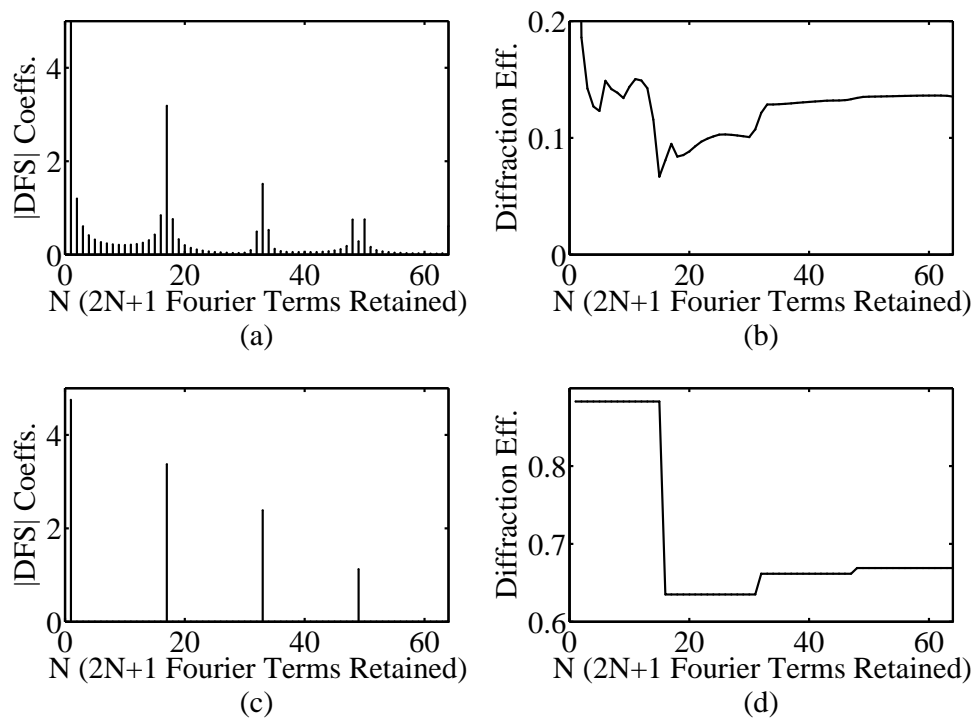 |DFS| Coeffs.
4
2
0
0
20
40
60
N (2N+1 Fourier Terms Retained)
(a)
Diffraction Eff.
0.2
0.1
0
0
20
40
60
N (2N+1 Fourier Terms Retained)
(b)
|DFS| Coeffs.
4
2
0
0
20
40
60
N (2N+1 Fourier Terms Retained)
(c)
Diffraction Eff.
0.8
0.7
0.6
0
20
40
60
N (2N+1 Fourier Terms Retained)
(d)